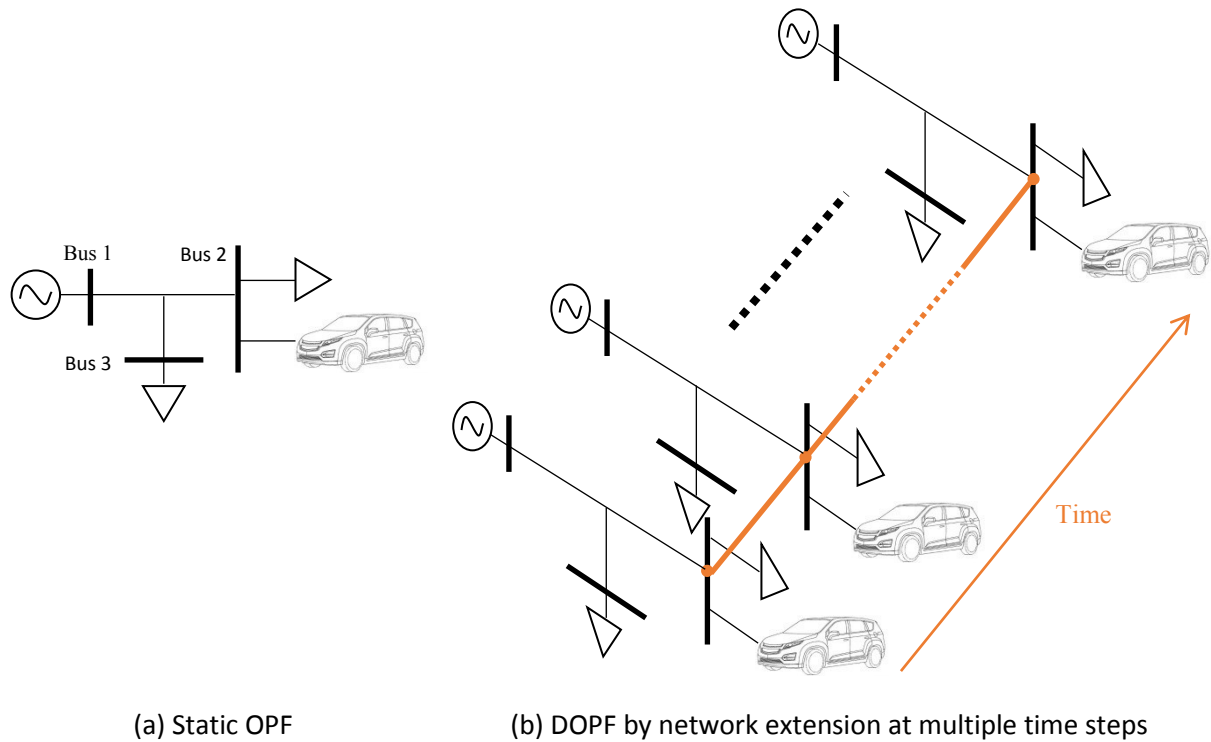 Bus 1
Bus 2
Bus 3
Time
(a) Static OPF
(b) DOPF by network extension at multiple time steps